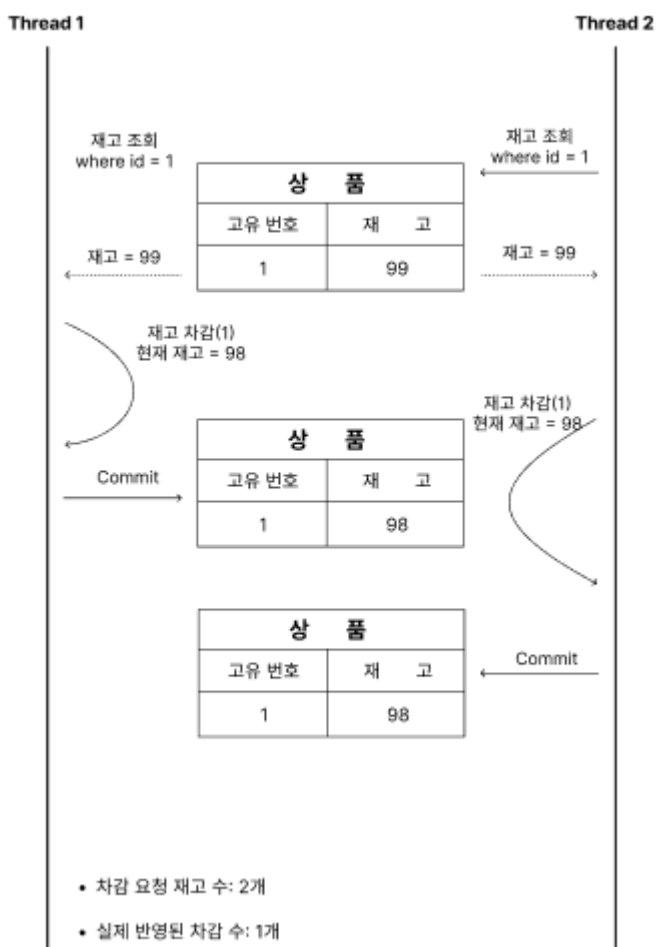 Thread 1
Thread 2
재고 조회
where id = 1
재고 조회
where id = 1
상 품
고유 번호 재 고
1 99
재고 = 99
재고 = 99
재고 차감(1)
현재 재고 = 98
재고 차감(1)
현재 재고 = 98
상 품
고유 번호 재 고
1 98
Commit
상 품
고유 번호 재 고
1 98
Commit
• 차감 요청 재고 수: 2개
• 실제 반영된 차감 수: 1개